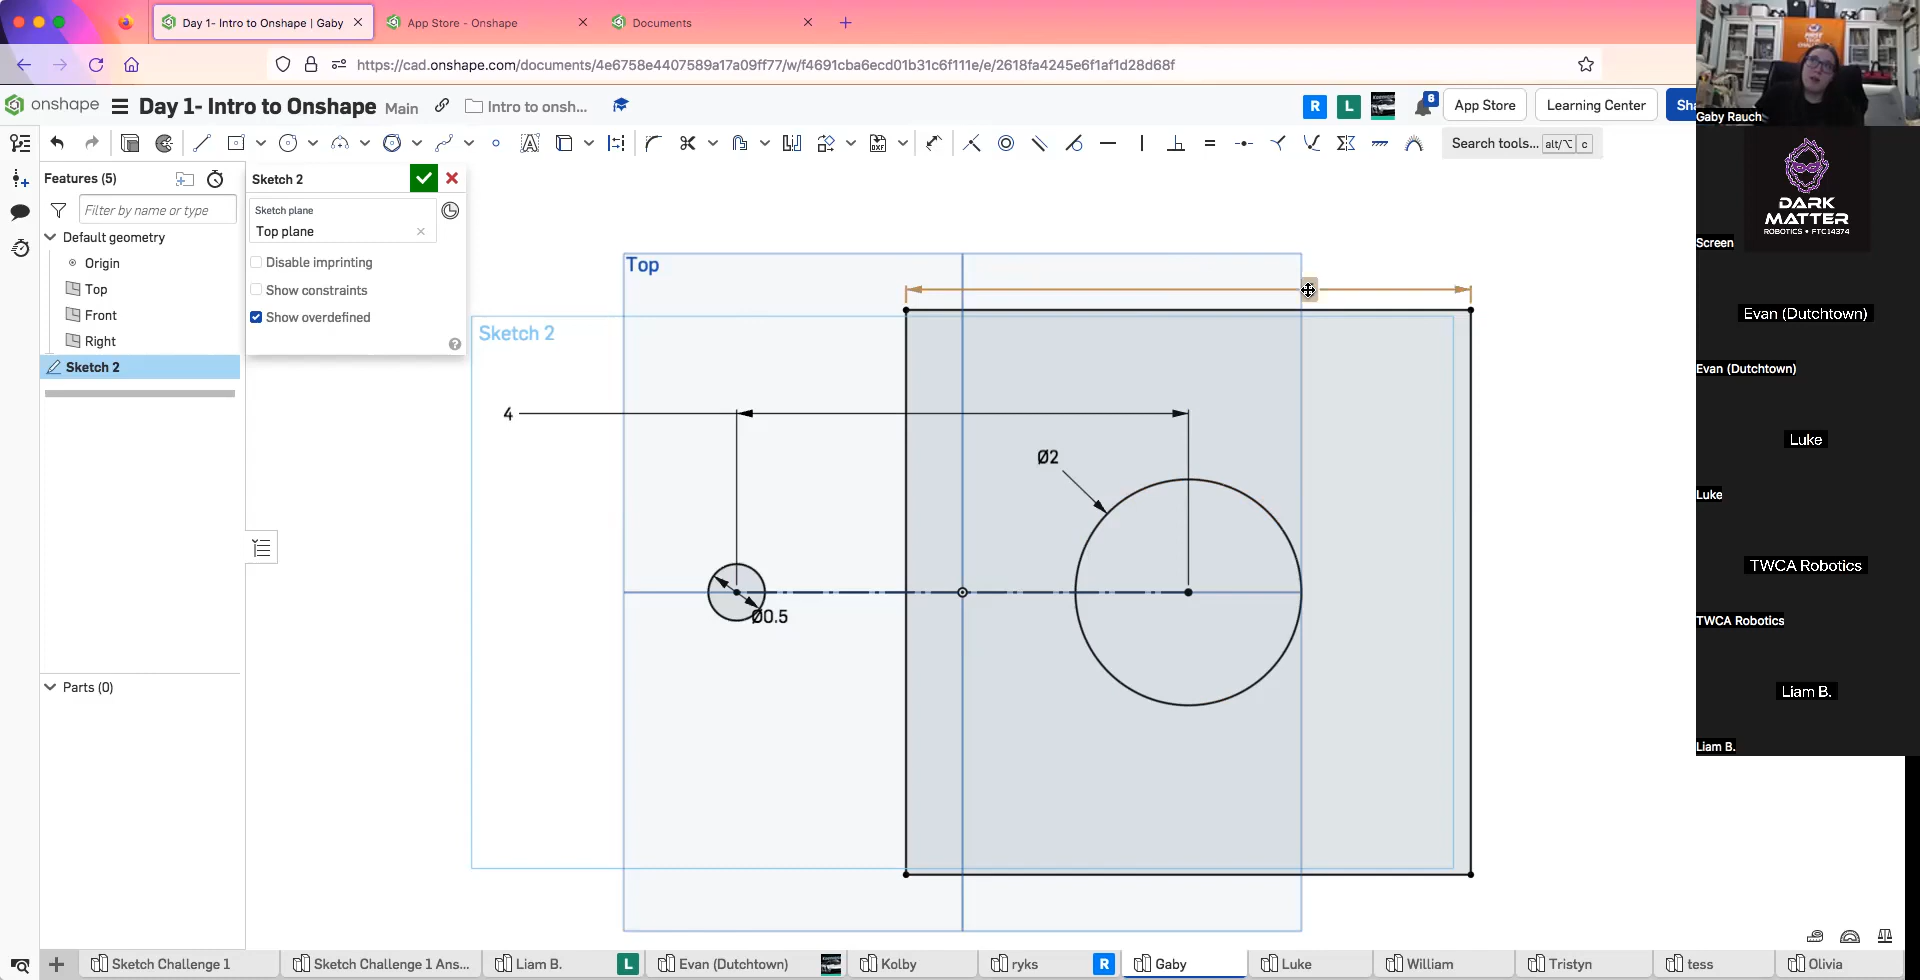 Day 1- Intro to Onshape | Gaby
App Store - Onshape
Documents
https://cad.onshape.com/documents/4e6758e4407589a17a09ff77/w/f4691cba6ecd01b31c6f111e/e/2618fa4245e6f1af1d28d68f
onshape
Day 1- Intro to Onshape Main
Intro to onsh...
R
L
6
App Store
Learning Center
Sha
Gaby Rauch
Search tools... alt/⌥ c
Features (5)
Filter by name or type
Default geometry
Origin
Top
Front
Right
Sketch 2
Parts (0)
Sketch 2
Sketch plane
Top plane
Disable imprinting
Show constraints
Show overdefined
Top
Sketch 2
4
Ø2
Ø0.5
DARK
MATTER
ROBOTICS • FTC14374
Screen
Evan (Dutchtown)
Evan (Dutchtown)
Luke
Luke
TWCA Robotics
TWCA Robotics
Liam B.
Liam B.
Sketch Challenge 1
Sketch Challenge 1 Ans...
Liam B.
L
Evan (Dutchtown)
Kolby
ryks
R
Gaby
Luke
William
Tristyn
tess
Olivia